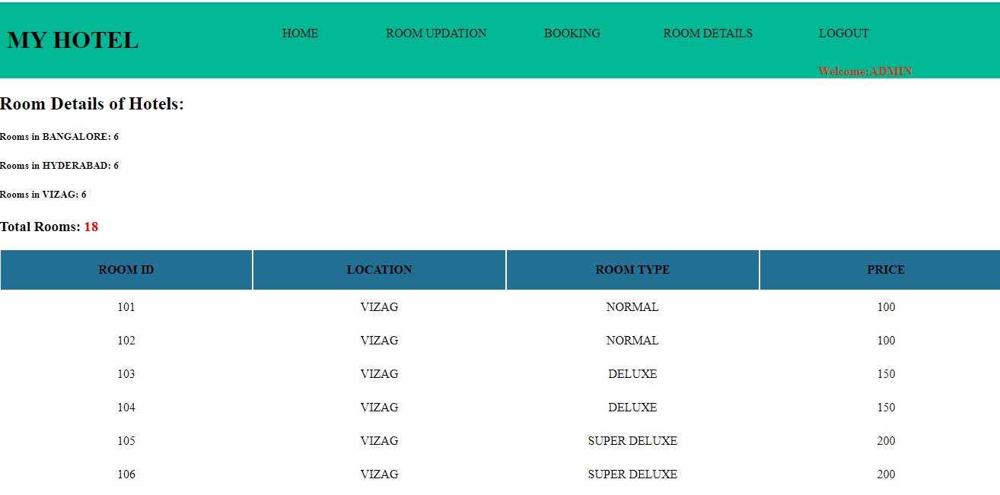 MY HOTEL HOME ROOM UPDATION BOOKING ROOM DETAILS LOGOUT
Welcome:ADMIN
Room Details of Hotels:
Rooms in BANGALORE: 6
Rooms in HYDERABAD: 6
Rooms in VIZAG: 6
Total Rooms: 18
ROOM ID LOCATION ROOM TYPE PRICE
101 VIZAG NORMAL 100
102 VIZAG NORMAL 100
103 VIZAG DELUXE 150
104 VIZAG DELUXE 150
105 VIZAG SUPER DELUXE 200
106 VIZAG SUPER DELUXE 200